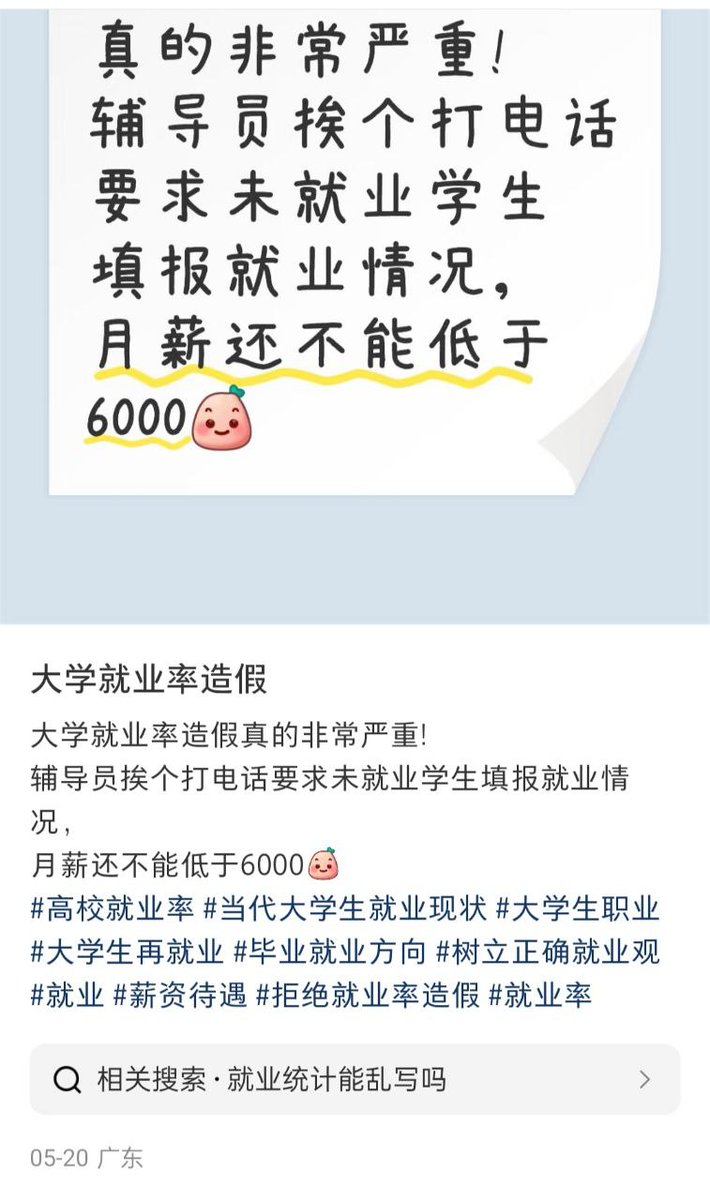 真的非常严重!
辅导员挨个打电话
要求未就业学生
填报就业情况,
月薪还不能低于
6000
大学就业率造假
大学就业率造假真的非常严重!
辅导员挨个打电话要求未就业学生填报就业情
况,
月薪还不能低于6000
#高校就业率 #当代大学生就业现状 #大学生职业
#大学生再就业 #毕业就业方向 #树立正确就业观
#就业 #薪资待遇 #拒绝就业率造假 #就业率
相关搜索·就业统计能乱写吗
05-20 广东